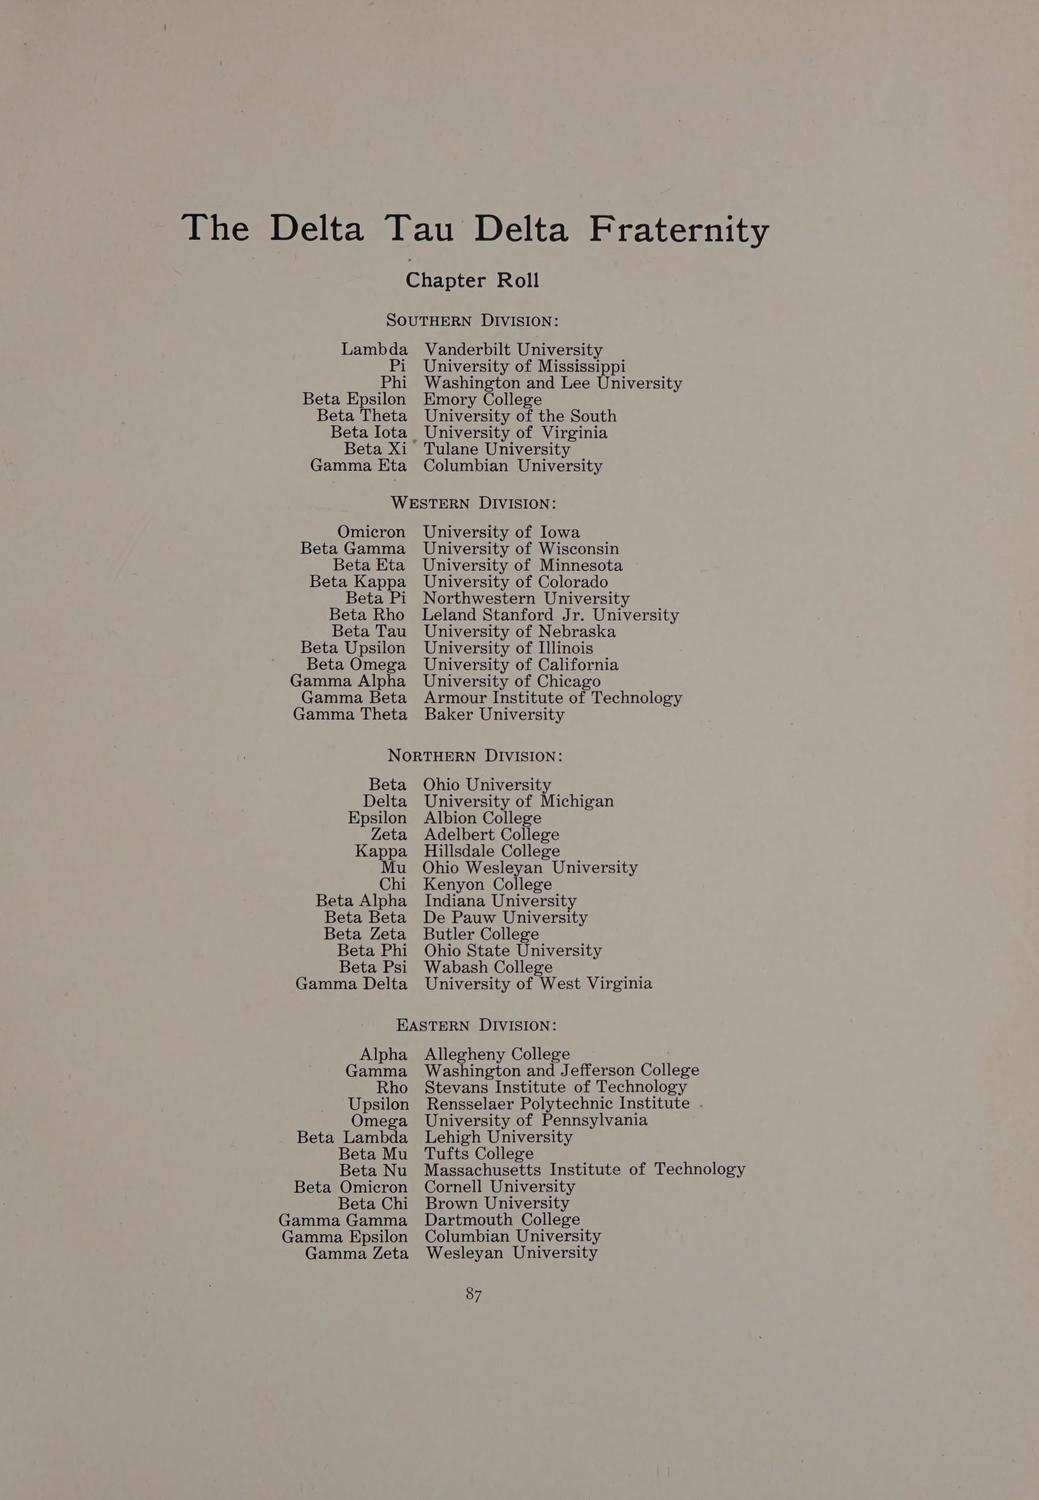 The Delta Tau Delta Fraternity
Chapter Roll
SOUTHERN DIVISION:
Lambda Vanderbilt University
Pi University of Mississippi
Phi Washington and Lee University
Beta Epsilon Emory College
Beta Theta University of the South
Beta Iota University of Virginia
Beta Xi Tulane University
Gamma Eta Columbian University
WESTERN DIVISION:
Omicron University of Iowa
Beta Gamma University of Wisconsin
Beta Eta University of Minnesota
Beta Kappa University of Colorado
Beta Pi Northwestern University
Beta Rho Leland Stanford Jr. University
Beta Tau University of Nebraska
Beta Upsilon University of Illinois
Beta Omega University of California
Gamma Alpha University of Chicago
Gamma Beta Armour Institute of Technology
Gamma Theta Baker University
NORTHERN DIVISION:
Beta Ohio University
Delta University of Michigan
Epsilon Albion College
Zeta Adelbert College
Kappa Hillsdale College
Mu Ohio Wesleyan University
Chi Kenyon College
Beta Alpha Indiana University
Beta Beta De Pauw University
Beta Zeta Butler College
Beta Phi Ohio State University
Beta Psi Wabash College
Gamma Delta University of West Virginia
EASTERN DIVISION:
Alpha Allegheny College
Gamma Washington and Jefferson College
Rho Stevans Institute of Technology
Upsilon Rensselaer Polytechnic Institute
Omega University of Pennsylvania
Beta Lambda Lehigh University
Beta Mu Tufts College
Beta Nu Massachusetts Institute of Technology
Beta Omicron Cornell University
Beta Chi Brown University
Gamma Gamma Dartmouth College
Gamma Epsilon Columbian University
Gamma Zeta Wesleyan University
87